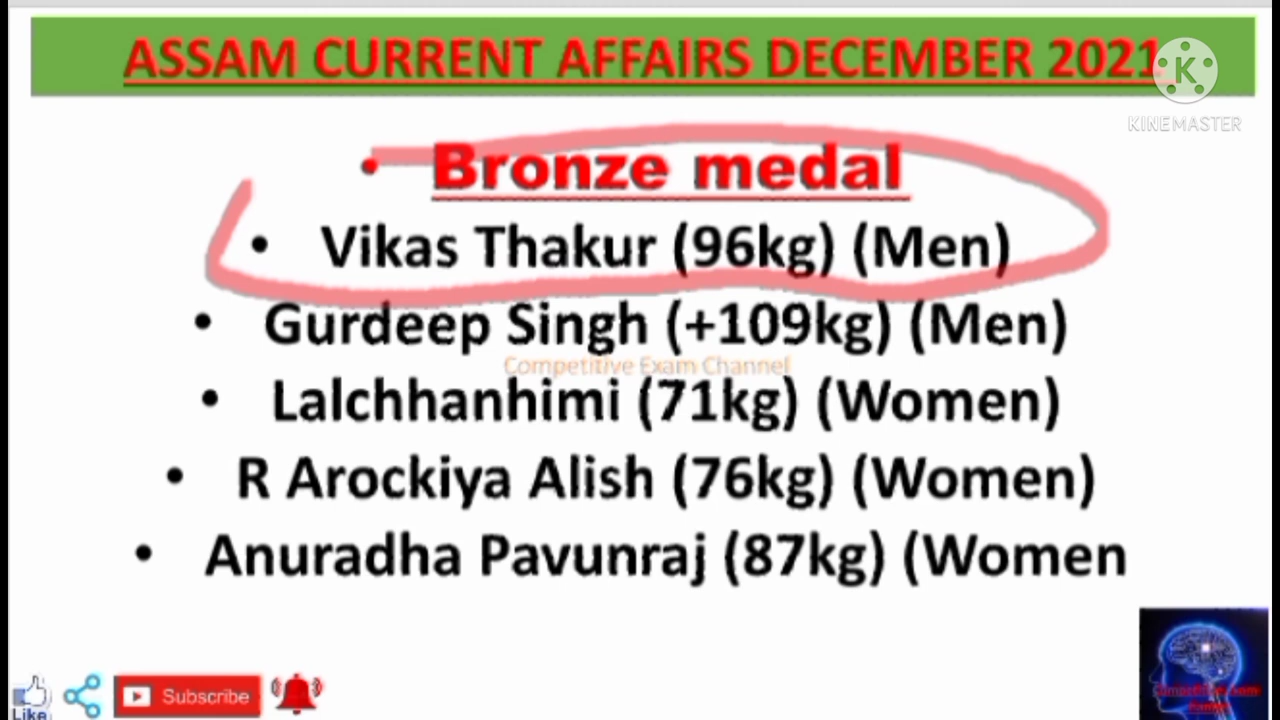 ASSAM CURRENT AFFAIRS DECEMBER 2021
K
KINEMASTER
• Bronze medal
• Vikas Thakur (96kg) (Men)
• Gurdeep Singh (+109kg) (Men)
Competitive Exam Channel
• Lalchhanhimi (71kg) (Women)
• R Arockiya Alish (76kg) (Women)
• Anuradha Pavunraj (87kg) (Women
Like
Subscribe